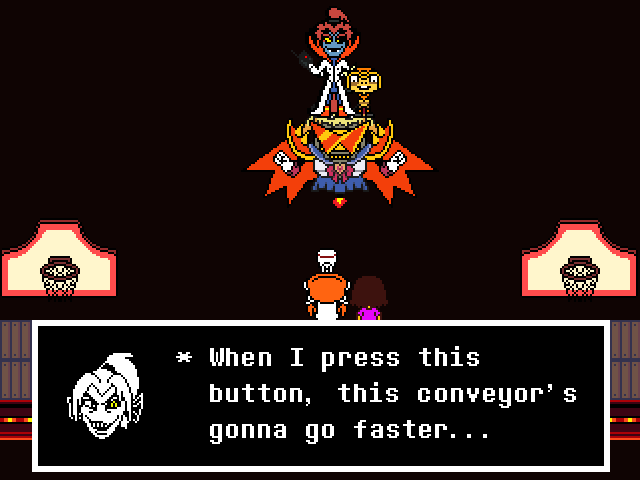 * When I press this
button, this conveyor's
gonna go faster...